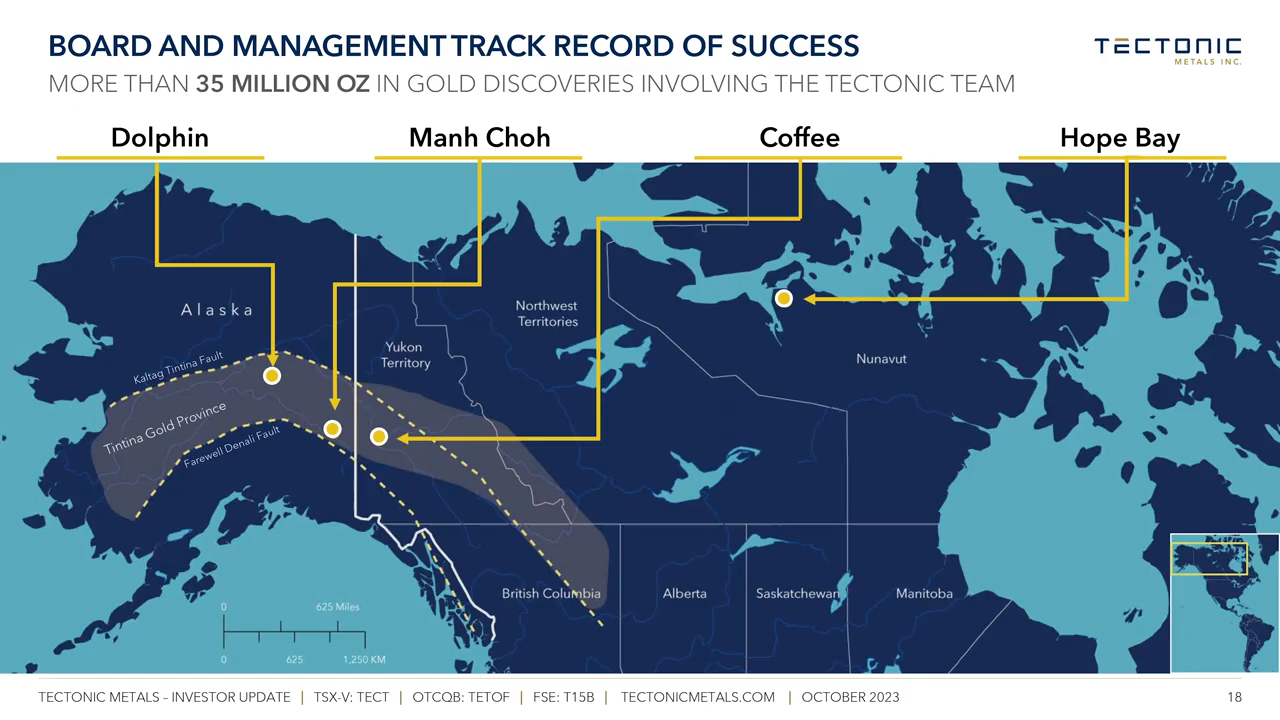 BOARD AND MANAGEMENT TRACK RECORD OF SUCCESS
MORE THAN 35 MILLION OZ IN GOLD DISCOVERIES INVOLVING THE TECTONIC TEAM
TECTONIC
METALS INC.
Dolphin
Manh Choh
Coffee
Hope Bay
Alaska
Northwest
Territories
Yukon
Territory
Nunavut
Kaltag Tintina Fault
Tintina Gold Province
Farewell Denali Fault
British Columbia
Alberta
Saskatchewan
Manitoba
0 625 Miles
0 625 1,250 KM
TECTONIC METALS – INVESTOR UPDATE | TSX-V: TECT | OTCQB: TETOF | FSE: T15B | TECTONICMETALS.COM | OCTOBER 2023 18